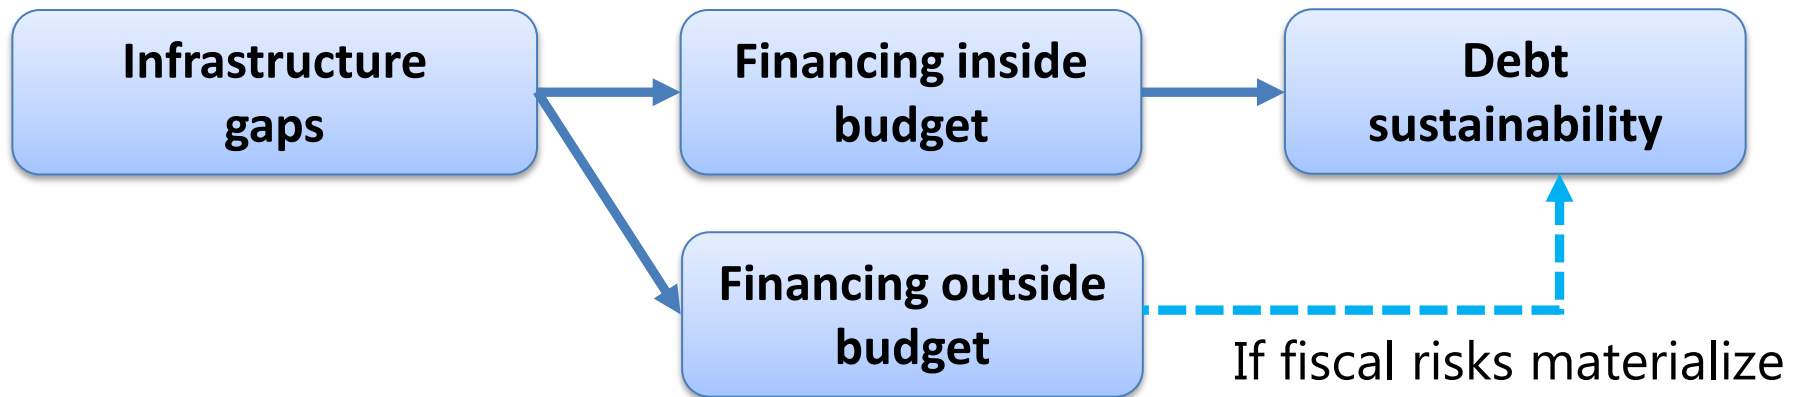 Infrastructure
gaps
Financing inside
budget
Debt
sustainability
Financing outside
budget
If fiscal risks materialize